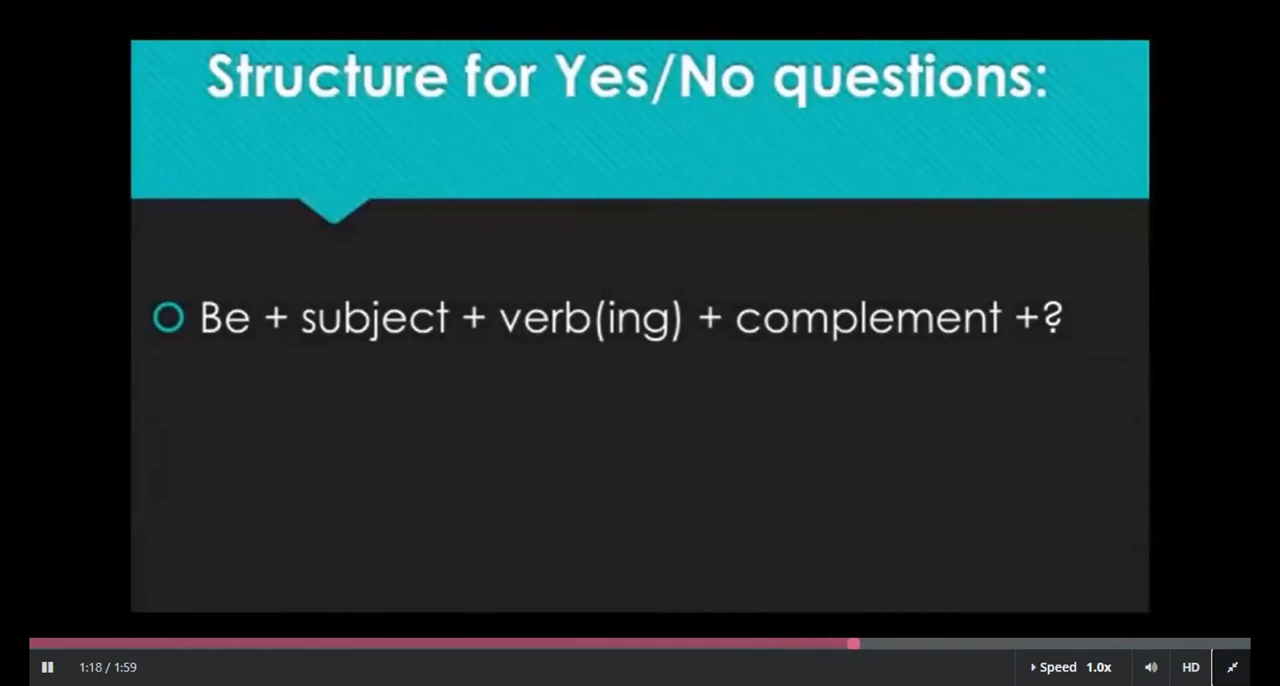 Structure for Yes/No questions:
Be + subject + verb(ing) + complement +?
1:18 / 1:59
Speed 1.0x
HD